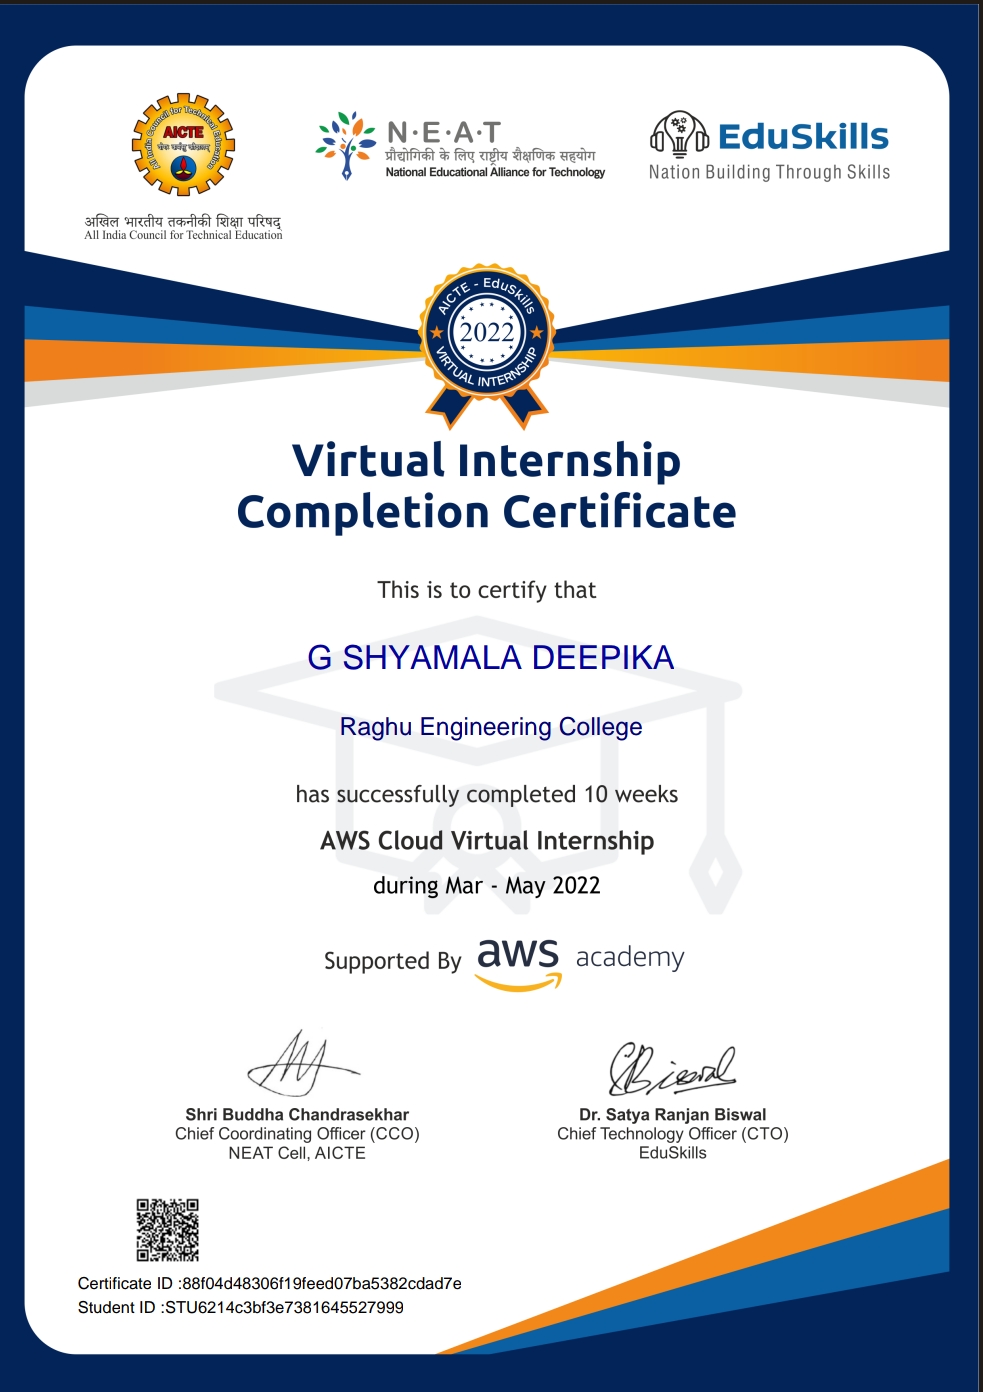 All India Council for Technical Education
AICTE
अखिल भारतीय तकनीकी शिक्षा परिषद्
All India Council for Technical Education
N·E·A·T
प्रौद्योगिकी के लिए राष्ट्रीय शैक्षणिक सहयोग
National Educational Alliance for Technology
EduSkills
Nation Building Through Skills
AICTE - EduSkills
2022
VIRTUAL INTERNSHIP
Virtual Internship
Completion Certificate
This is to certify that
G SHYAMALA DEEPIKA
Raghu Engineering College
has successfully completed 10 weeks
AWS Cloud Virtual Internship
during Mar - May 2022
Supported By aws academy
Shri Buddha Chandrasekhar
Chief Coordinating Officer (CCO)
NEAT Cell, AICTE
Biswal
Dr. Satya Ranjan Biswal
Chief Technology Officer (CTO)
EduSkills
Certificate ID :88f04d48306f19feed07ba5382cdad7e
Student ID :STU6214c3bf3e7381645527999